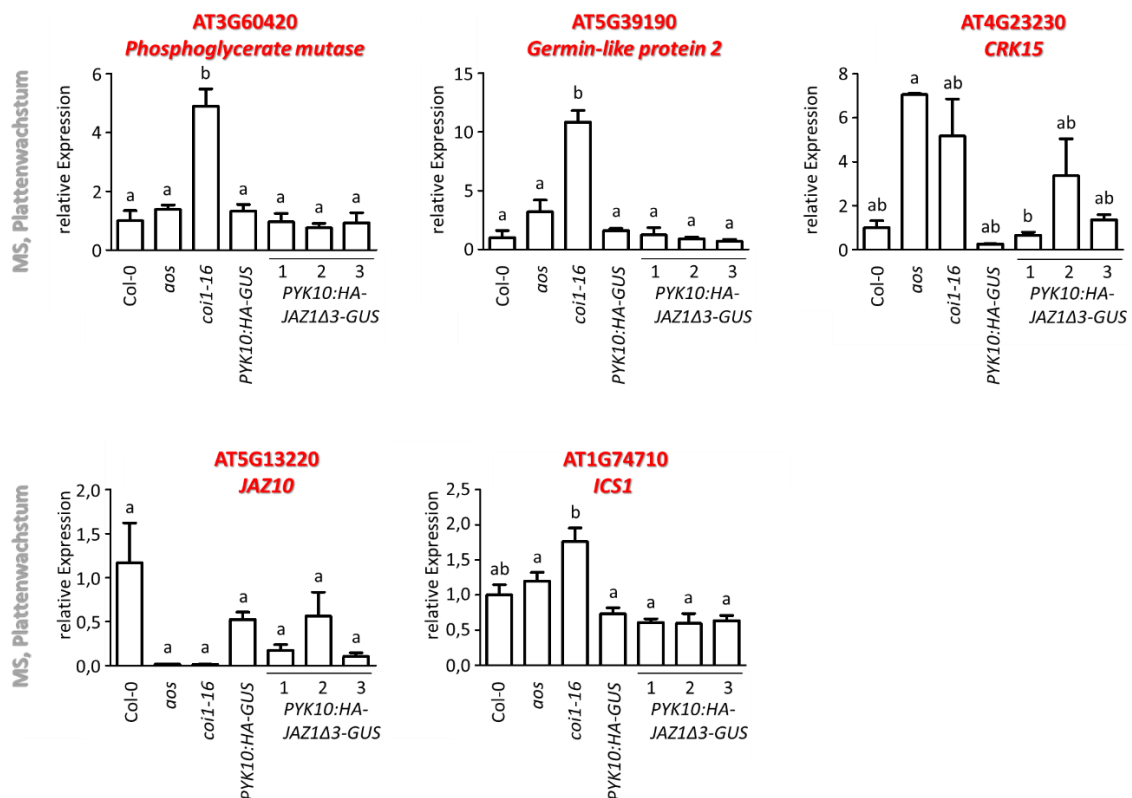 AT3G60420
Phosphoglycerate mutase
MS, Plattenwachstum
relative Expression
6
4
2
0
a
a
b
a
a
a
a
Col-0
aos
coi1-16
PYK10:HA-GUS
1 2 3
PYK10:HA-
JAZ1Δ3-GUS
AT5G39190
Germin-like protein 2
relative Expression
15
10
5
0
a
a
b
a
a
a
a
Col-0
aos
coi1-16
PYK10:HA-GUS
1 2 3
PYK10:HA-
JAZ1Δ3-GUS
AT4G23230
CRK15
relative Expression
8
6
4
2
0
ab
a
ab
ab
b
ab
ab
Col-0
aos
coi1-16
PYK10:HA-GUS
1 2 3
PYK10:HA-
JAZ1Δ3-GUS
AT5G13220
JAZ10
MS, Plattenwachstum
relative Expression
2,0
1,5
1,0
0,5
0,0
a
a
a
a
a
a
a
Col-0
aos
coi1-16
PYK10:HA-GUS
1 2 3
PYK10:HA-
JAZ1Δ3-GUS
AT1G74710
ICS1
relative Expression
2,5
2,0
1,5
1,0
0,5
0,0
ab
a
b
a
a
a
a
Col-0
aos
coi1-16
PYK10:HA-GUS
1 2 3
PYK10:HA-
JAZ1Δ3-GUS